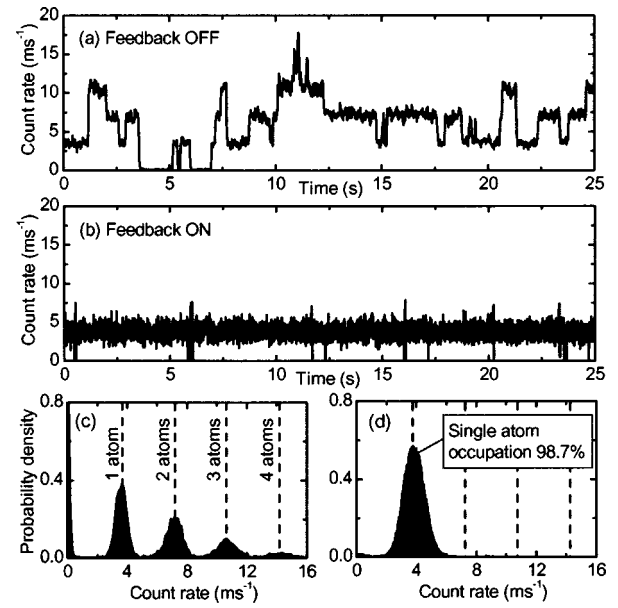 20
(a) Feedback OFF
15
10
5
0
Count rate (ms⁻¹)
0 5 10 15 20 25
Time (s)
20
(b) Feedback ON
15
10
5
0
Count rate (ms⁻¹)
0 5 10 15 20 25
Time (s)
0.8
(c)
0.4
0.0
Probability density
1 atom
2 atoms
3 atoms
4 atoms
0 4 8 12 16
Count rate (ms⁻¹)
0.8
(d)
Single atom
occupation 98.7%
0.4
0.0
0 4 8 12 16
Count rate (ms⁻¹)